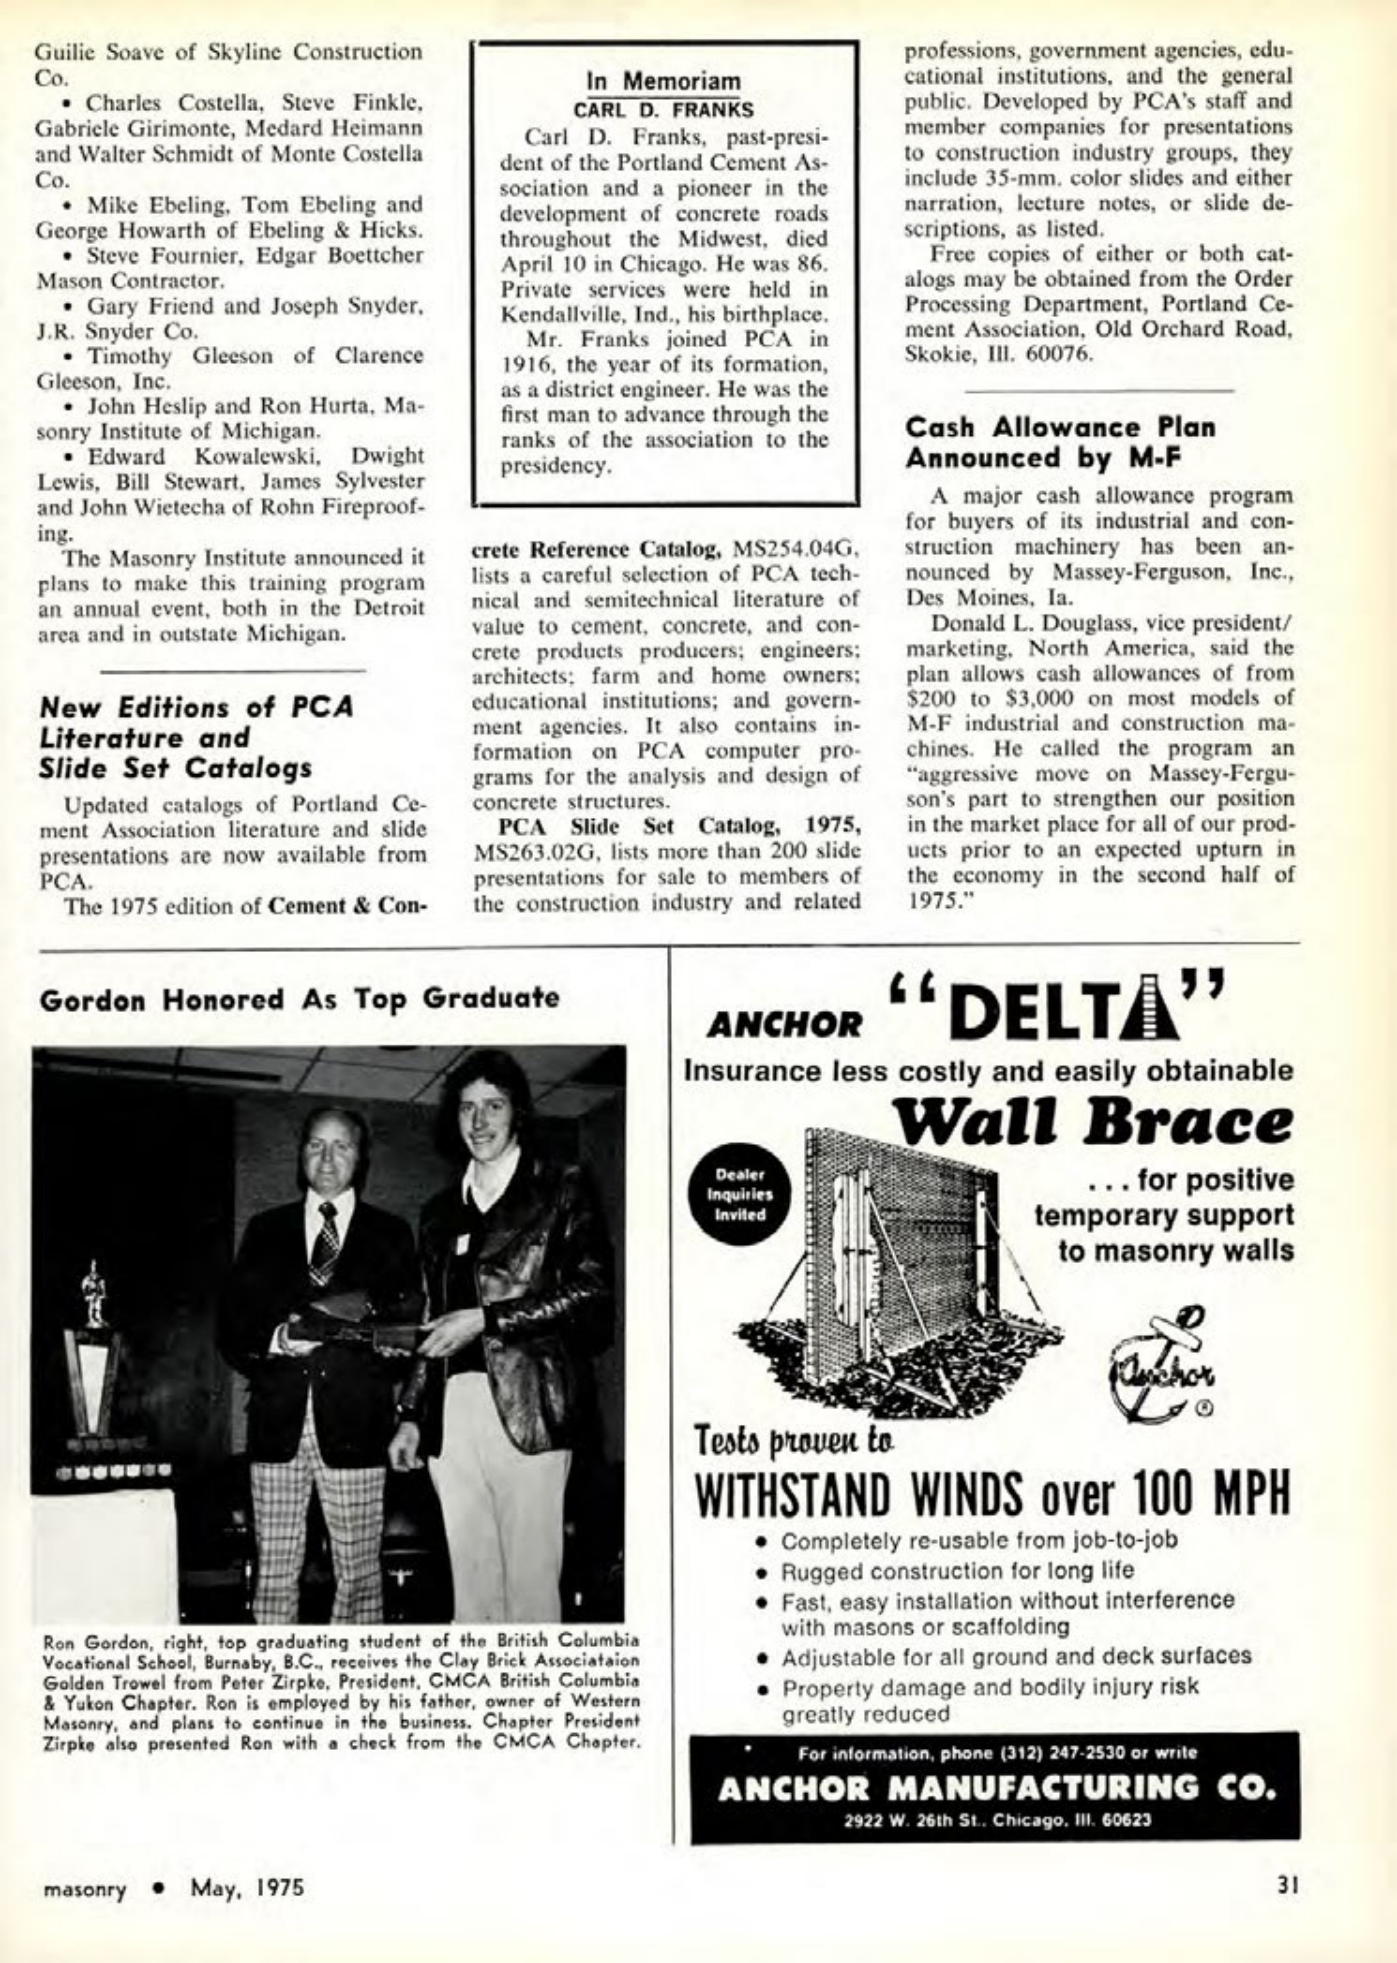 Guilie Soave of Skyline Construction
Co.
• Charles Costella, Steve Finkle,
Gabriele Girimonte, Medard Heimann
and Walter Schmidt of Monte Costella
Co.
• Mike Ebeling, Tom Ebeling and
George Howarth of Ebeling & Hicks.
• Steve Fournier, Edgar Boettcher
Mason Contractor.
• Gary Friend and Joseph Snyder,
J.R. Snyder Co.
• Timothy Gleeson of Clarence
Gleeson, Inc.
• John Heslip and Ron Hurta, Ma-
sonry Institute of Michigan.
• Edward Kowalewski, Dwight
Lewis, Bill Stewart, James Sylvester
and John Wietecha of Rohn Fireproof-
ing.
The Masonry Institute announced it
plans to make this training program
an annual event, both in the Detroit
area and in outstate Michigan.
New Editions of PCA
Literature and
Slide Set Catalogs
Updated catalogs of Portland Ce-
ment Association literature and slide
presentations are now available from
PCA.
The 1975 edition of Cement & Con-
In Memoriam
CARL D. FRANKS
Carl D. Franks, past-presi-
dent of the Portland Cement As-
sociation and a pioneer in the
development of concrete roads
throughout the Midwest, died
April 10 in Chicago. He was 86.
Private services were held in
Kendallville, Ind., his birthplace.
Mr. Franks joined PCA in
1916, the year of its formation,
as a district engineer. He was the
first man to advance through the
ranks of the association to the
presidency.
crete Reference Catalog, MS254.04G,
lists a careful selection of PCA tech-
nical and semitechnical literature of
value to cement, concrete, and con-
crete products producers; engineers;
architects; farm and home owners;
educational institutions; and govern-
ment agencies. It also contains in-
formation on PCA computer pro-
grams for the analysis and design of
concrete structures.
PCA Slide Set Catalog, 1975,
MS263.02G, lists more than 200 slide
presentations for sale to members of
the construction industry and related
professions, government agencies, edu-
cational institutions, and the general
public. Developed by PCA's staff and
member companies for presentations
to construction industry groups, they
include 35-mm. color slides and either
narration, lecture notes, or slide de-
scriptions, as listed.
Free copies of either or both cat-
alogs may be obtained from the Order
Processing Department, Portland Ce-
ment Association, Old Orchard Road,
Skokie, Ill. 60076.
Cash Allowance Plan
Announced by M-F
A major cash allowance program
for buyers of its industrial and con-
struction machinery has been an-
nounced by Massey-Ferguson, Inc.,
Des Moines, Ia.
Donald L. Douglass, vice president/
marketing, North America, said the
plan allows cash allowances of from
$200 to $3,000 on most models of
M-F industrial and construction ma-
chines. He called the program an
"aggressive move on Massey-Fergu-
son's part to strengthen our position
in the market place for all of our prod-
ucts prior to an expected upturn in
the economy in the second half of
1975."
Gordon Honored As Top Graduate
Ron Gordon, right, top graduating student of the British Columbia
Vocational School, Burnaby, B.C., receives the Clay Brick Associataion
Golden Trowel from Peter Zirpke, President, CMCA British Columbia
& Yukon Chapter. Ron is employed by his father, owner of Western
Masonry, and plans to continue in the business. Chapter President
Zirpke also presented Ron with a check from the CMCA Chapter.
ANCHOR "DELTA"
Insurance less costly and easily obtainable
Wall Brace
Dealer
Inquiries
Invited
... for positive
temporary support
to masonry walls
Anchor
®
Tests proven to
WITHSTAND WINDS over 100 MPH
• Completely re-usable from job-to-job
• Rugged construction for long life
• Fast, easy installation without interference
with masons or scaffolding
• Adjustable for all ground and deck surfaces
• Property damage and bodily injury risk
greatly reduced
For information, phone (312) 247-2530 or write
ANCHOR MANUFACTURING CO.
2922 W. 26th St., Chicago, Ill. 60623
masonry • May, 1975
31